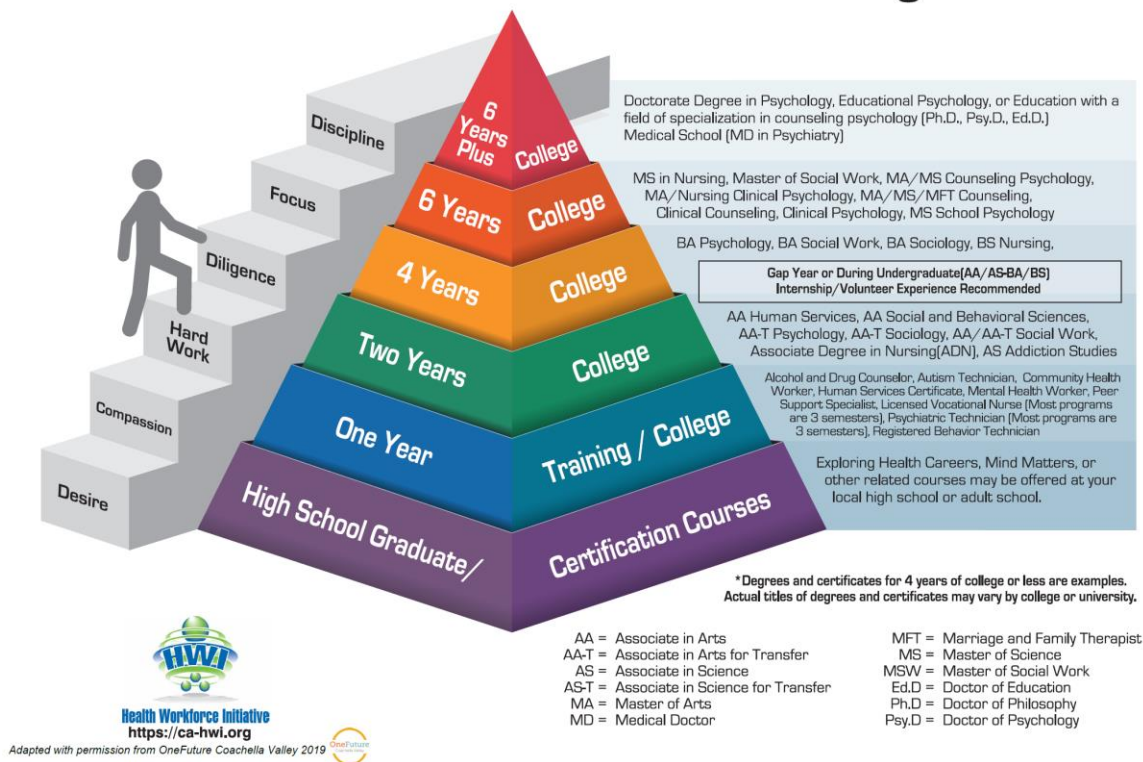 Discipline
Focus
Diligence
Hard
Work
Compassion
Desire
6
Years
Plus
College
6 Years
College
4 Years
College
Two Years
College
One Year
Training / College
High School Graduate/
Certification Courses
Doctorate Degree in Psychology, Educational Psychology, or Education with a
field of specialization in counseling psychology (Ph.D., Psy.D., Ed.D.)
Medical School (MD in Psychiatry)
MS in Nursing, Master of Social Work, MA/MS Counseling Psychology,
MA/Nursing Clinical Psychology, MA/MS/MFT Counseling,
Clinical Counseling, Clinical Psychology, MS School Psychology
BA Psychology, BA Social Work, BA Sociology, BS Nursing,
Gap Year or During Undergraduate(AA/AS-BA/BS)
Internship/Volunteer Experience Recommended
AA Human Services, AA Social and Behavioral Sciences,
AA-T Psychology, AA-T Sociology, AA/AA-T Social Work,
Associate Degree in Nursing(ADN), AS Addiction Studies
Alcohol and Drug Counselor, Autism Technician, Community Health
Worker, Human Services Certificate, Mental Health Worker, Peer
Support Specialist, Licensed Vocational Nurse (Most programs
are 3 semesters), Psychiatric Technician (Most programs are
3 semesters), Registered Behavior Technician
Exploring Health Careers, Mind Matters, or
other related courses may be offered at your
local high school or adult school.
*Degrees and certificates for 4 years of college or less are examples.
Actual titles of degrees and certificates may vary by college or university.
AA = Associate in Arts
AA-T = Associate in Arts for Transfer
AS = Associate in Science
AS-T = Associate in Science for Transfer
MA = Master of Arts
MD = Medical Doctor
MFT = Marriage and Family Therapist
MS = Master of Science
MSW = Master of Social Work
Ed.D = Doctor of Education
Ph.D = Doctor of Philosophy
Psy.D = Doctor of Psychology
HWI
Health Workforce Initiative
https://ca-hwi.org
Adapted with permission from OneFuture Coachella Valley 2019
OneFuture